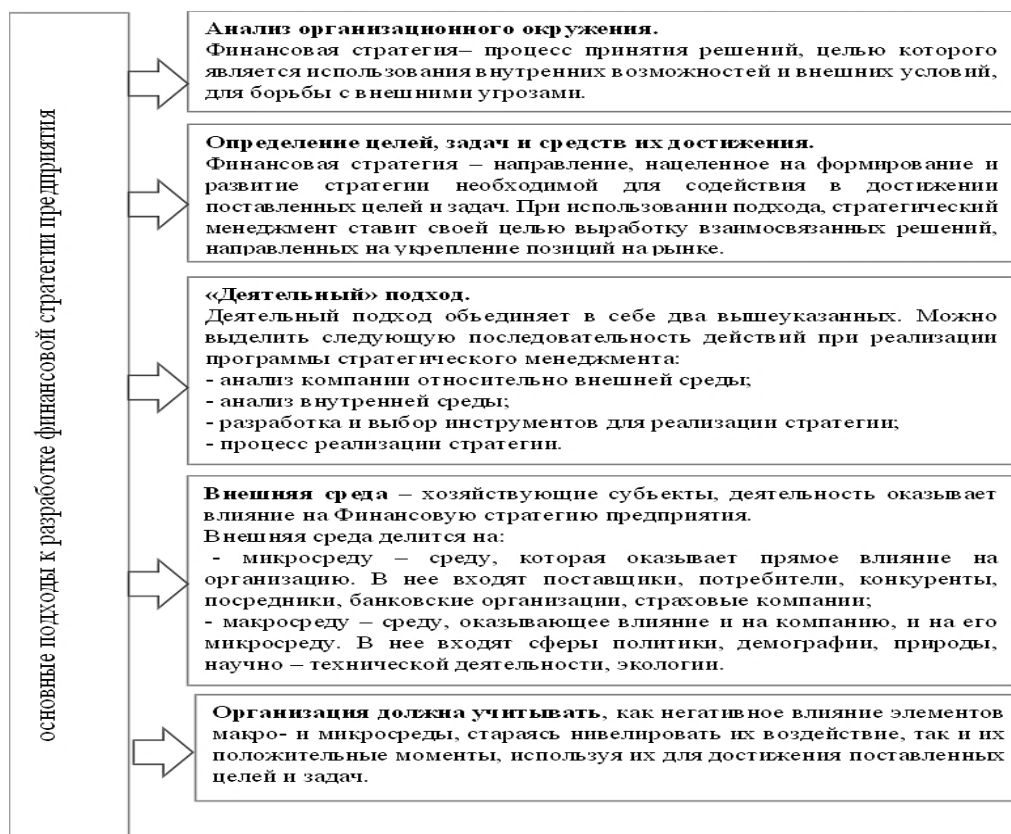 основные подходы к разработке финансовой стратегии предприятия
Анализ организационного окружения.
Финансовая стратегия– процесс принятия решений, целью которого
является использования внутренних возможностей и внешних условий,
для борьбы с внешними угрозами.
Определение целей, задач и средств их достижения.
Финансовая стратегия – направление, нацеленное на формирование и
развитие стратегии необходимой для содействия в достижении
поставленных целей и задач. При использовании подхода, стратегический
менеджмент ставит своей целью выработку взаимосвязанных решений,
направленных на укрепление позиций на рынке.
«Деятельный» подход.
Деятельный подход объединяет в себе два вышеуказанных. Можно
выделить следующую последовательность действий при реализации
программы стратегического менеджмента:
- анализ компании относительно внешней среды;
- анализ внутренней среды;
- разработка и выбор инструментов для реализации стратегии;
- процесс реализации стратегии.
Внешняя среда – хозяйствующие субъекты, деятельность оказывает
влияние на Финансовую стратегию предприятия.
Внешняя среда делится на:
- микросреду – среду, которая оказывает прямое влияние на
организацию. В нее входят поставщики, потребители, конкуренты,
посредники, банковские организации, страховые компании;
- макросреду – среду, оказывающее влияние и на компанию, и на его
микросреду. В нее входят сферы политики, демографии, природы,
научно – технической деятельности, экологии.
Организация должна учитывать, как негативное влияние элементов
макро- и микросреды, стараясь нивелировать их воздействие, так и их
положительные моменты, используя их для достижения поставленных
целей и задач.